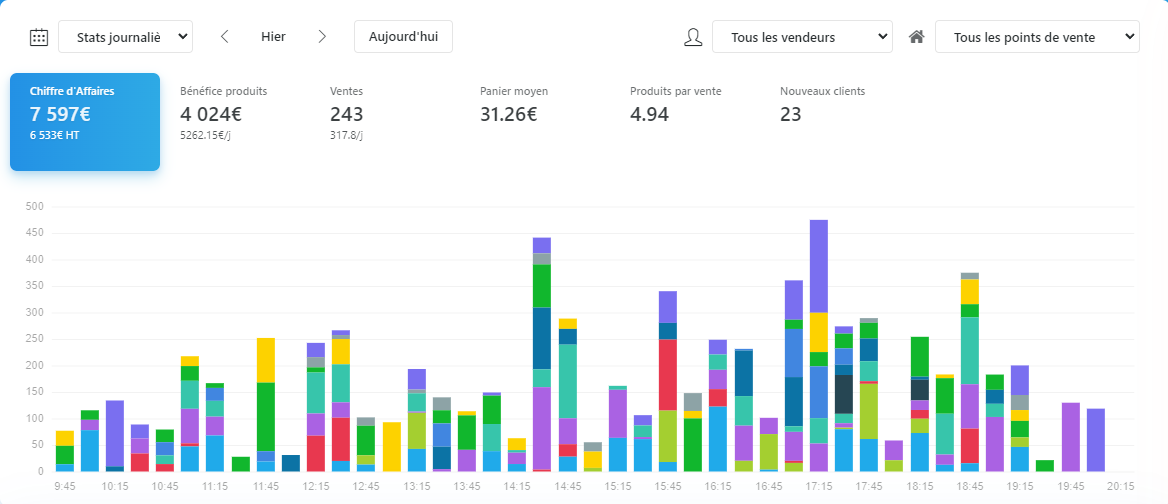 Stats journaliè Hier Aujourd'hui Tous les vendeurs Tous les points de vente
Chiffre d'Affaires Bénéfice produits Ventes Panier moyen Produits par vente Nouveaux clients
7 597€ 4 024€ 243 31.26€ 4.94 23
6 533€ HT 5262.15€/j 317.8/j
500
450
400
350
300
250
200
150
100
50
0
9:45 10:15 10:45 11:15 11:45 12:15 12:45 13:15 13:45 14:15 14:45 15:15 15:45 16:15 16:45 17:15 17:45 18:15 18:45 19:15 19:45 20:15